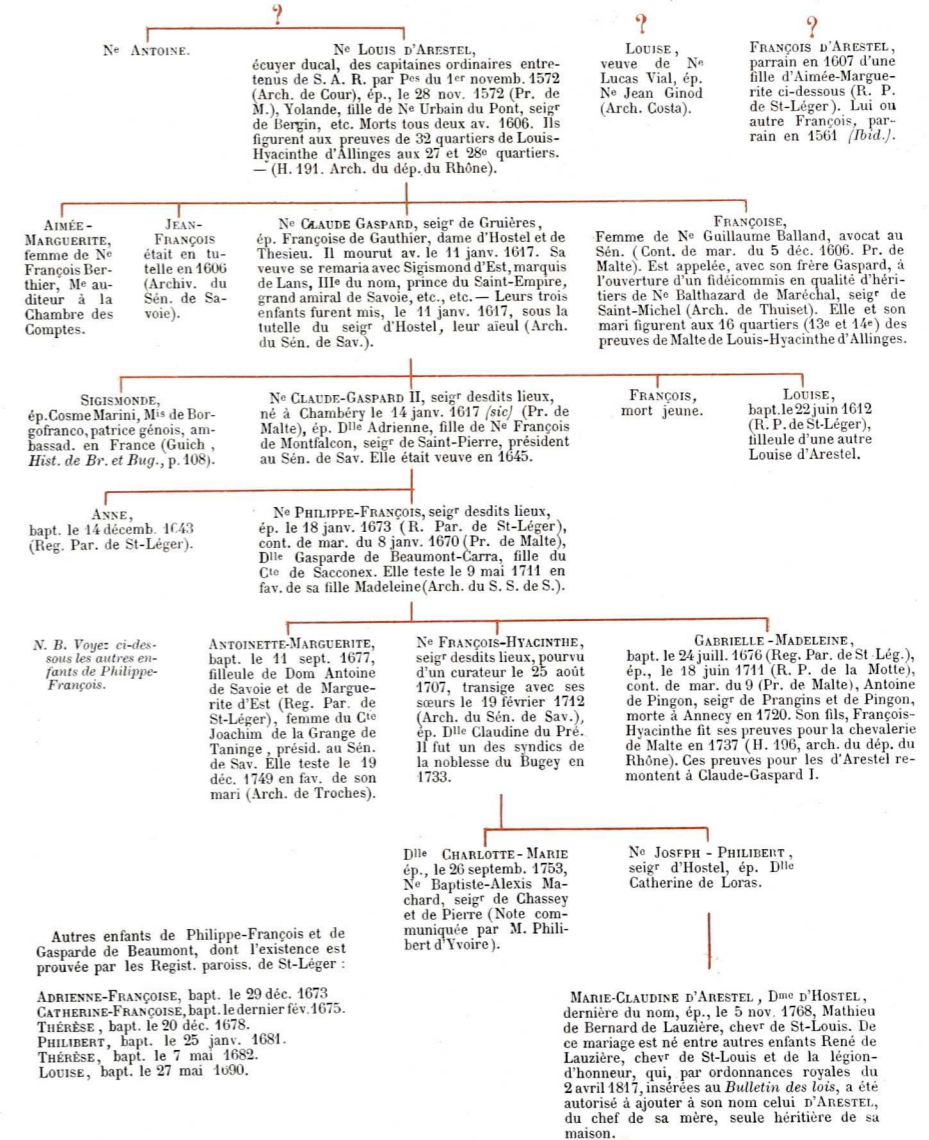 ?
?
?
Ne ANTOINE.
Ne LOUIS D'ARESTEL,
écuyer ducal, des capitaines ordinaires entre-
tenus de S. A. R. par Pes du 1er novemb. 1572
(Arch. de Cour), ép., le 28 nov. 1572 (Pr. de
M.), Yolande, fille de Ne Urbain du Pont, seigr
de Bergin, etc. Morts tous deux av. 1606. Ils
figurent aux preuves de 32 quartiers de Louis-
Hyacinthe d'Allinges aux 27 et 28e quartiers.
— (H. 191. Arch. du dép. du Rhône).
LOUISE,
veuve de Ne
Lucas Vial, ép.
Ne Jean Ginod
(Arch. Costa).
FRANÇOIS D'ARESTEL,
parrain en 1607 d'une
fille d'Aimée-Margue-
rite ci-dessous (R. P.
de St-Léger). Lui ou
autre François, par-
rain en 1561 (Ibid.).
AIMÉE-
MARGUERITE,
femme de Ne
François Ber-
thier, Me au-
diteur à la
Chambre des
Comptes.
JEAN-
FRANÇOIS
était en tu-
telle en 1606
(Archiv. du
Sén. de Sa-
voie).
Ne CLAUDE GASPARD, seigr de Gruières,
ép. Françoise de Gauthier, dame d'Hostel et de
Thesieu. Il mourut av. le 11 janv. 1617. Sa
veuve se remaria avec Sigismond d'Est, marquis
de Lans, IIIe du nom, prince du Saint-Empire,
grand amiral de Savoie, etc., etc. — Leurs trois
enfants furent mis, le 11 janv. 1617, sous la
tutelle du seigr d'Hostel, leur aïeul (Arch.
du Sén. de Sav.).
FRANÇOISE,
Femme de Ne Guillaume Balland, avocat au
Sén. (Cont. de mar. du 5 déc. 1606. Pr. de
Malte). Est appelée, avec son frère Gaspard, à
l'ouverture d'un fidéicommis en qualité d'héri-
tiers de Ne Balthazard de Maréchal, seigr de
Saint-Michel (Arch. de Thuiset). Elle et son
mari figurent aux 16 quartiers (13e et 14e) des
preuves de Malte de Louis-Hyacinthe d'Allinges.
SIGISMONDE,
ép. Cosme Marini, Mis de Bor-
gofranco, patrice génois, am-
bassad. en France (Guich,
Hist. de Br. et Bug., p. 108).
Ne CLAUDE-GASPARD II, seigr desdits lieux,
né à Chambéry le 14 janv. 1617 (sic) (Pr. de
Malte), ép. Dlle Adrienne, fille de Ne François
de Montfalcon, seigr de Saint-Pierre, président
au Sén. de Sav. Elle était veuve en 1645.
FRANÇOIS,
mort jeune.
LOUISE,
bapt. le 22 juin 1612
(R. P. de St-Léger),
filleule d'une autre
Louise d'Arestel.
ANNE,
bapt. le 14 décemb. 1643
(Reg. Par. de St-Léger).
Ne PHILIPPE-FRANÇOIS, seigr desdits lieux,
ép. le 18 janv. 1673 (R. Par. de St-Léger),
cont. de mar. du 8 janv. 1670 (Pr. de Malte),
Dlle Gasparde de Beaumont-Carra, fille du
Cte de Sacconex. Elle teste le 9 mai 1711 en
fav. de sa fille Madeleine (Arch. du S. S. de S.).
N. B. Voyez ci-des-
sous les autres en-
fants de Philippe-
François.
ANTOINETTE-MARGUERITE,
bapt. le 11 sept. 1677,
filleule de Dom Antoine
de Savoie et de Margue-
rite d'Est (Reg. Par. de
St-Léger), femme du Cte
Joachim de la Grange de
Taninge, présid. au Sén.
de Sav. Elle teste le 19
déc. 1749 en fav. de son
mari (Arch. de Troches).
Ne FRANÇOIS-HYACINTHE,
seigr desdits lieux, pourvu
d'un curateur le 25 août
1707, transige avec ses
sœurs le 19 février 1712
(Arch. du Sén. de Sav.),
ép. Dlle Claudine du Pré.
Il fut un des syndics de
la noblesse du Bugey en
1733.
GABRIELLE-MADELEINE,
bapt. le 24 juill. 1676 (Reg. Par. de St Lég.),
ép., le 18 juin 1711 (R. P. de la Motte),
cont. de mar. du 9 (Pr. de Malte), Antoine
de Pingon, seigr de Prangins et de Pingon,
morte à Annecy en 1720. Son fils, François-
Hyacinthe fit ses preuves pour la chevalerie
de Malte en 1737 (H. 196, arch. du dép. du
Rhône). Ces preuves pour les d'Arestel re-
montent à Claude-Gaspard I.
Dlle CHARLOTTE-MARIE
ép., le 26 septemb. 1753,
Ne Baptiste-Alexis Ma-
chard, seigr de Chassey
et de Pierre (Note com-
muniquée par M. Phili-
bert d'Yvoire).
Ne JOSEPH-PHILIBERT,
seigr d'Hostel, ép. Dlle
Catherine de Loras.
Autres enfants de Philippe-François et de
Gasparde de Beaumont, dont l'existence est
prouvée par les Regist. paroiss. de St-Léger :
ADRIENNE-FRANÇOISE, bapt. le 29 déc. 1673
CATHERINE-FRANÇOISE, bapt. le dernier fév. 1675.
THÉRÈSE, bapt. le 20 déc. 1678.
PHILIBERT, bapt. le 25 janv. 1681.
THÉRÈSE, bapt. le 7 mai 1682.
LOUISE, bapt. le 27 mai 1690.
MARIE-CLAUDINE D'ARESTEL, Dme D'HOSTEL,
dernière du nom, ép., le 5 nov. 1768, Mathieu
de Bernard de Lauzière, chevr de St-Louis. De
ce mariage est né entre autres enfants René de
Lauzière, chevr de St-Louis et de la légion-
d'honneur, qui, par ordonnances royales du
2 avril 1817, insérées au Bulletin des lois, a été
autorisé à ajouter à son nom celui D'ARESTEL,
du chef de sa mère, seule héritière de sa
maison.